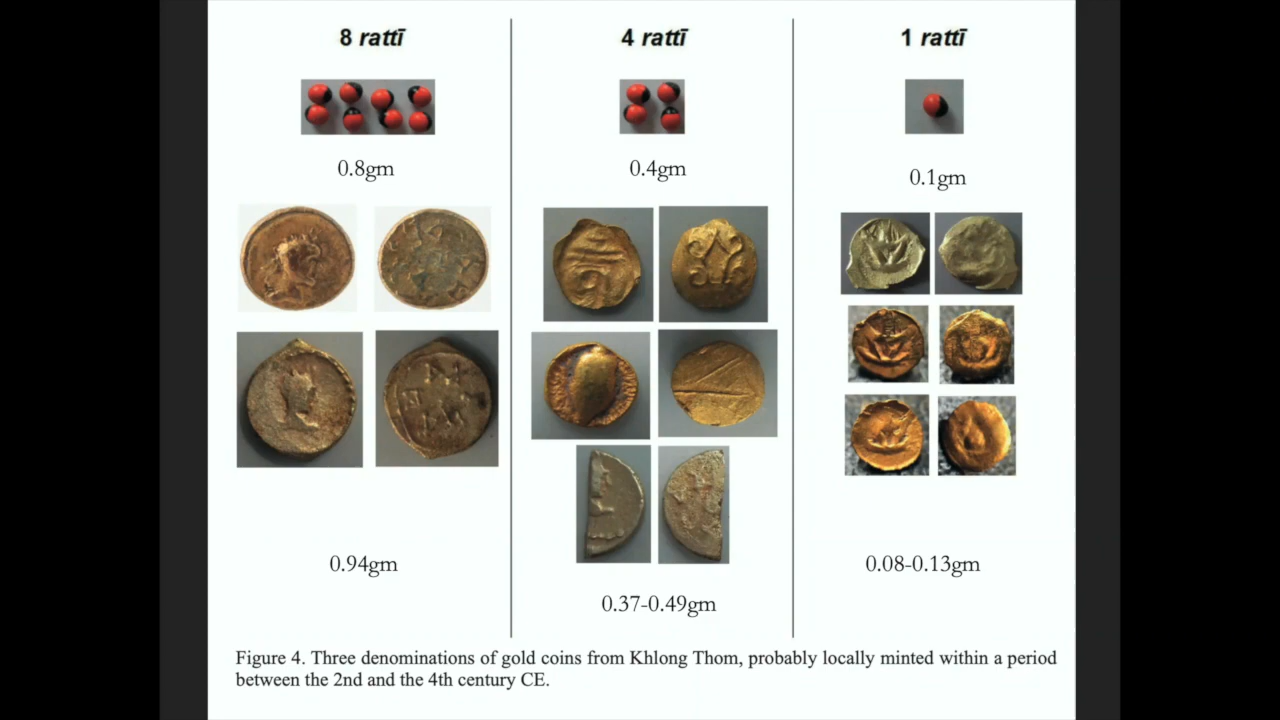 8 rattī
4 rattī
1 rattī
0.8gm
0.4gm
0.1gm
0.94gm
0.37-0.49gm
0.08-0.13gm
Figure 4. Three denominations of gold coins from Khlong Thom, probably locally minted within a period
between the 2nd and the 4th century CE.